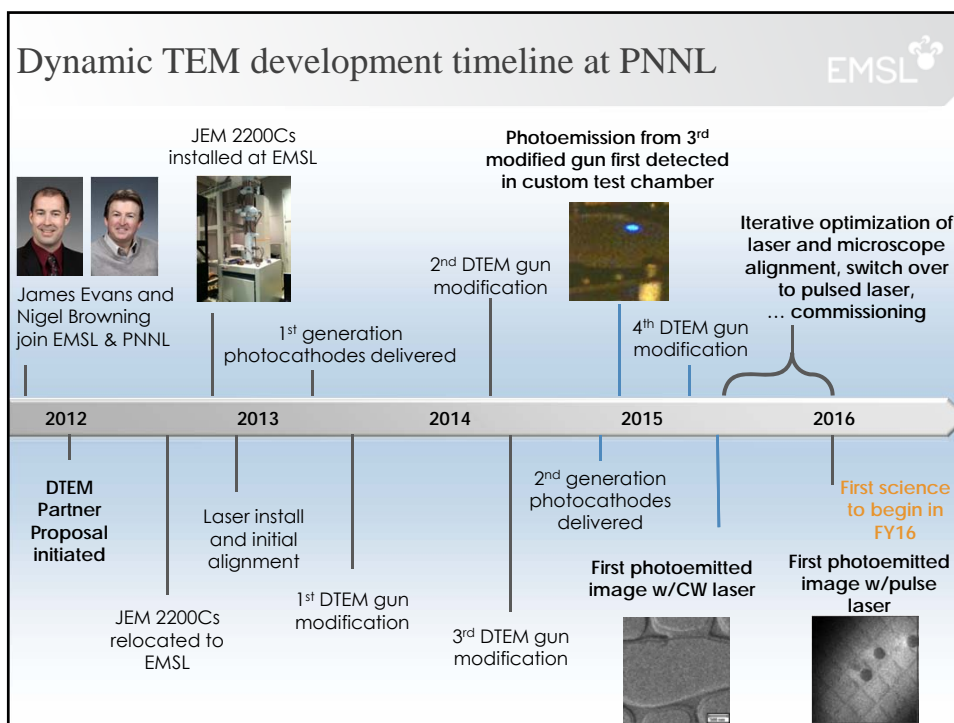 Dynamic TEM development timeline at PNNL
EMSL
JEM 2200Cs
installed at EMSL
Photoemission from 3rd
modified gun first detected
in custom test chamber
Iterative optimization of
laser and microscope
alignment, switch over
to pulsed laser,
… commissioning
2nd DTEM gun
modification
James Evans and
Nigel Browning
join EMSL & PNNL
1st generation
photocathodes delivered
4th DTEM gun
modification
2012
2013
2014
2015
2016
DTEM
Partner
Proposal
initiated
Laser install
and initial
alignment
2nd generation
photocathodes
delivered
First science
to begin in
FY16
JEM 2200Cs
relocated to
EMSL
1st DTEM gun
modification
3rd DTEM gun
modification
First photoemitted
image w/CW laser
First photoemitted
image w/pulse
laser